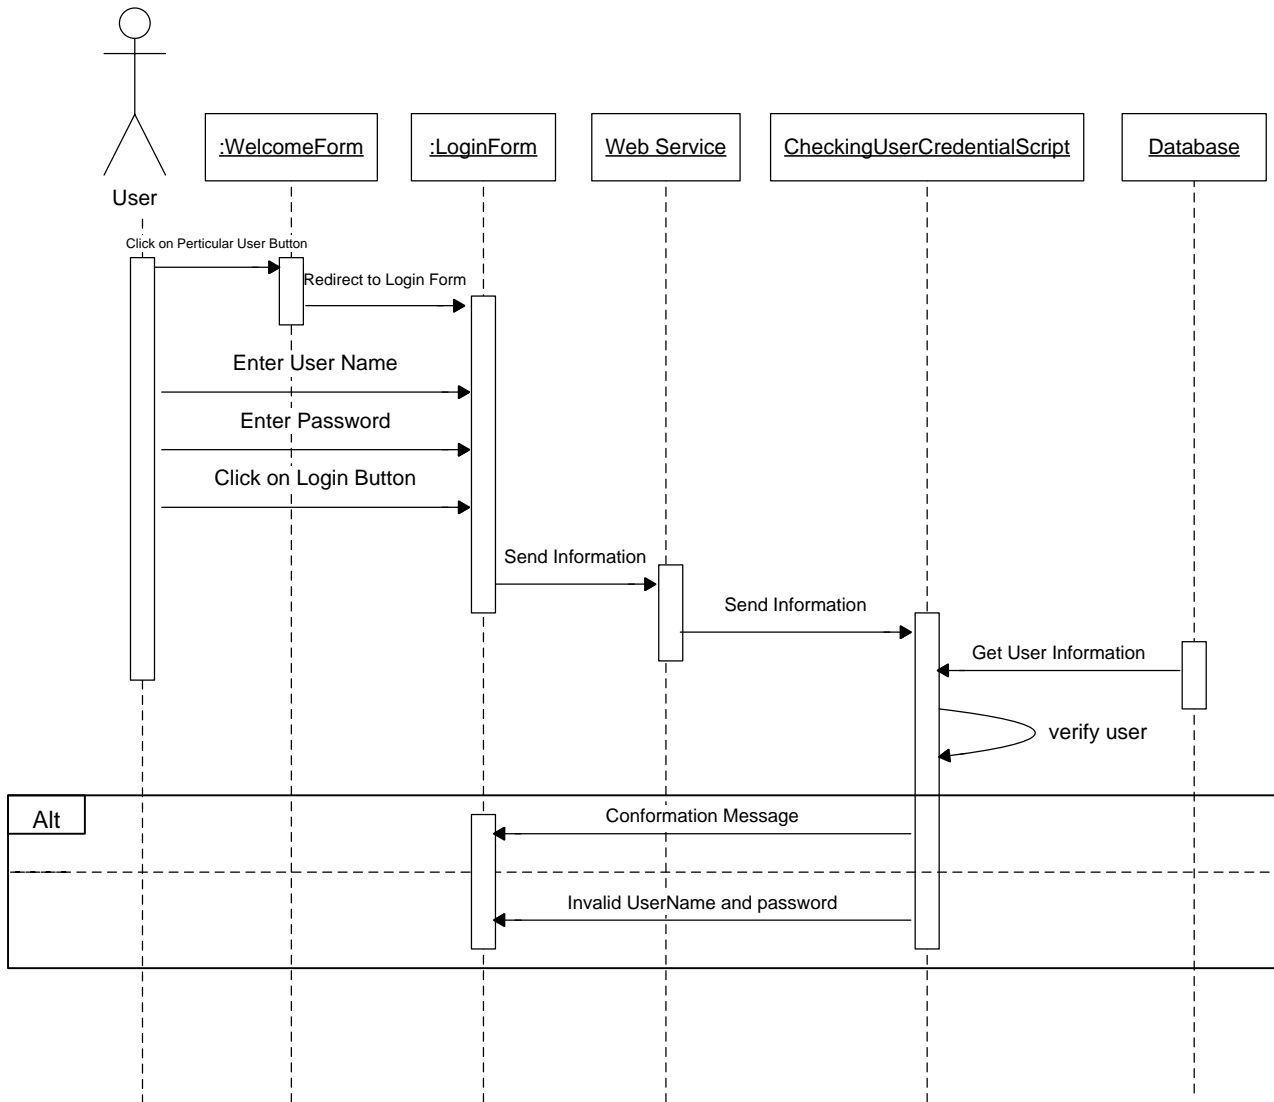 :WelcomeForm
:LoginForm
Web Service
CheckingUserCredentialScript
Database
User
Click on Perticular User Button
Redirect to Login Form
Enter User Name
Enter Password
Click on Login Button
Send Information
Send Information
Get User Information
verify user
Alt
Conformation Message
Invalid UserName and password